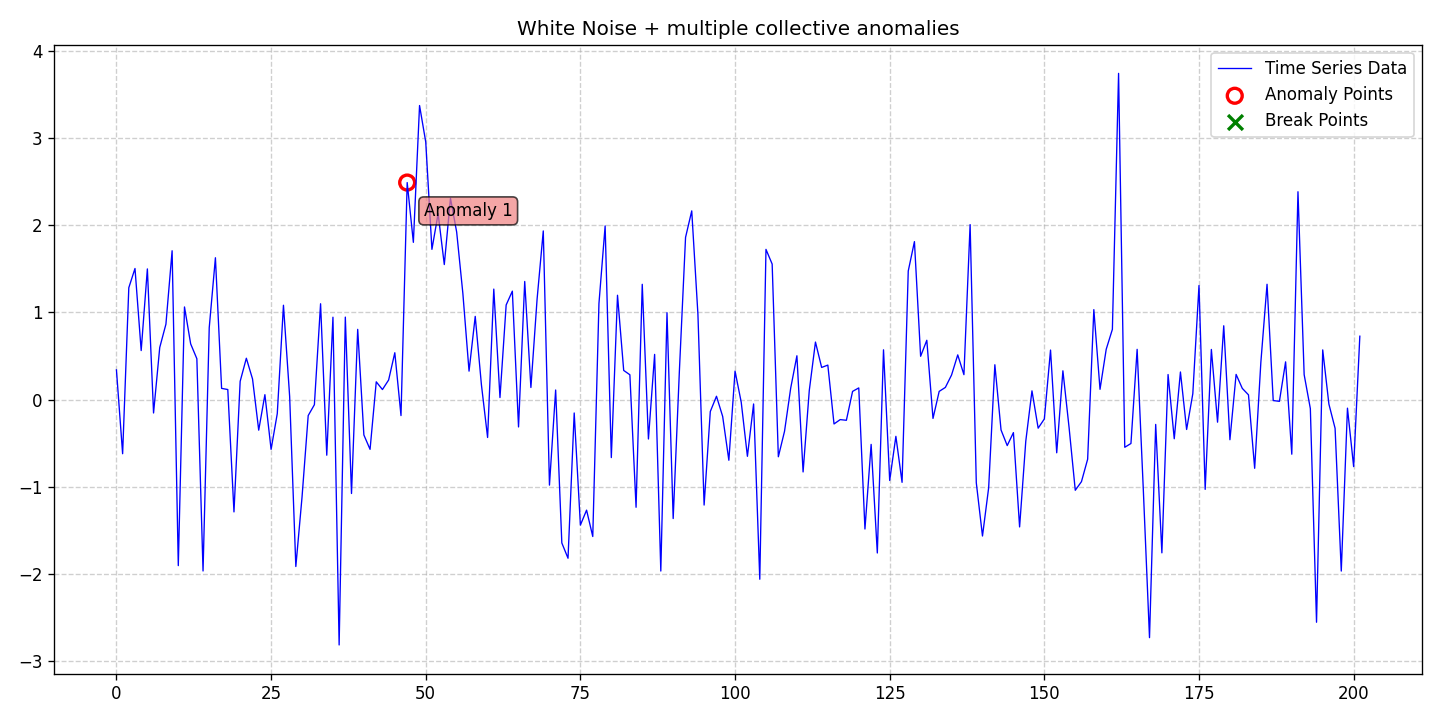 White Noise + multiple collective anomalies
4
3
2
1
0
−1
−2
−3
Time Series Data
Anomaly Points
Break Points
Anomaly 1
0 25 50 75 100 125 150 175 200